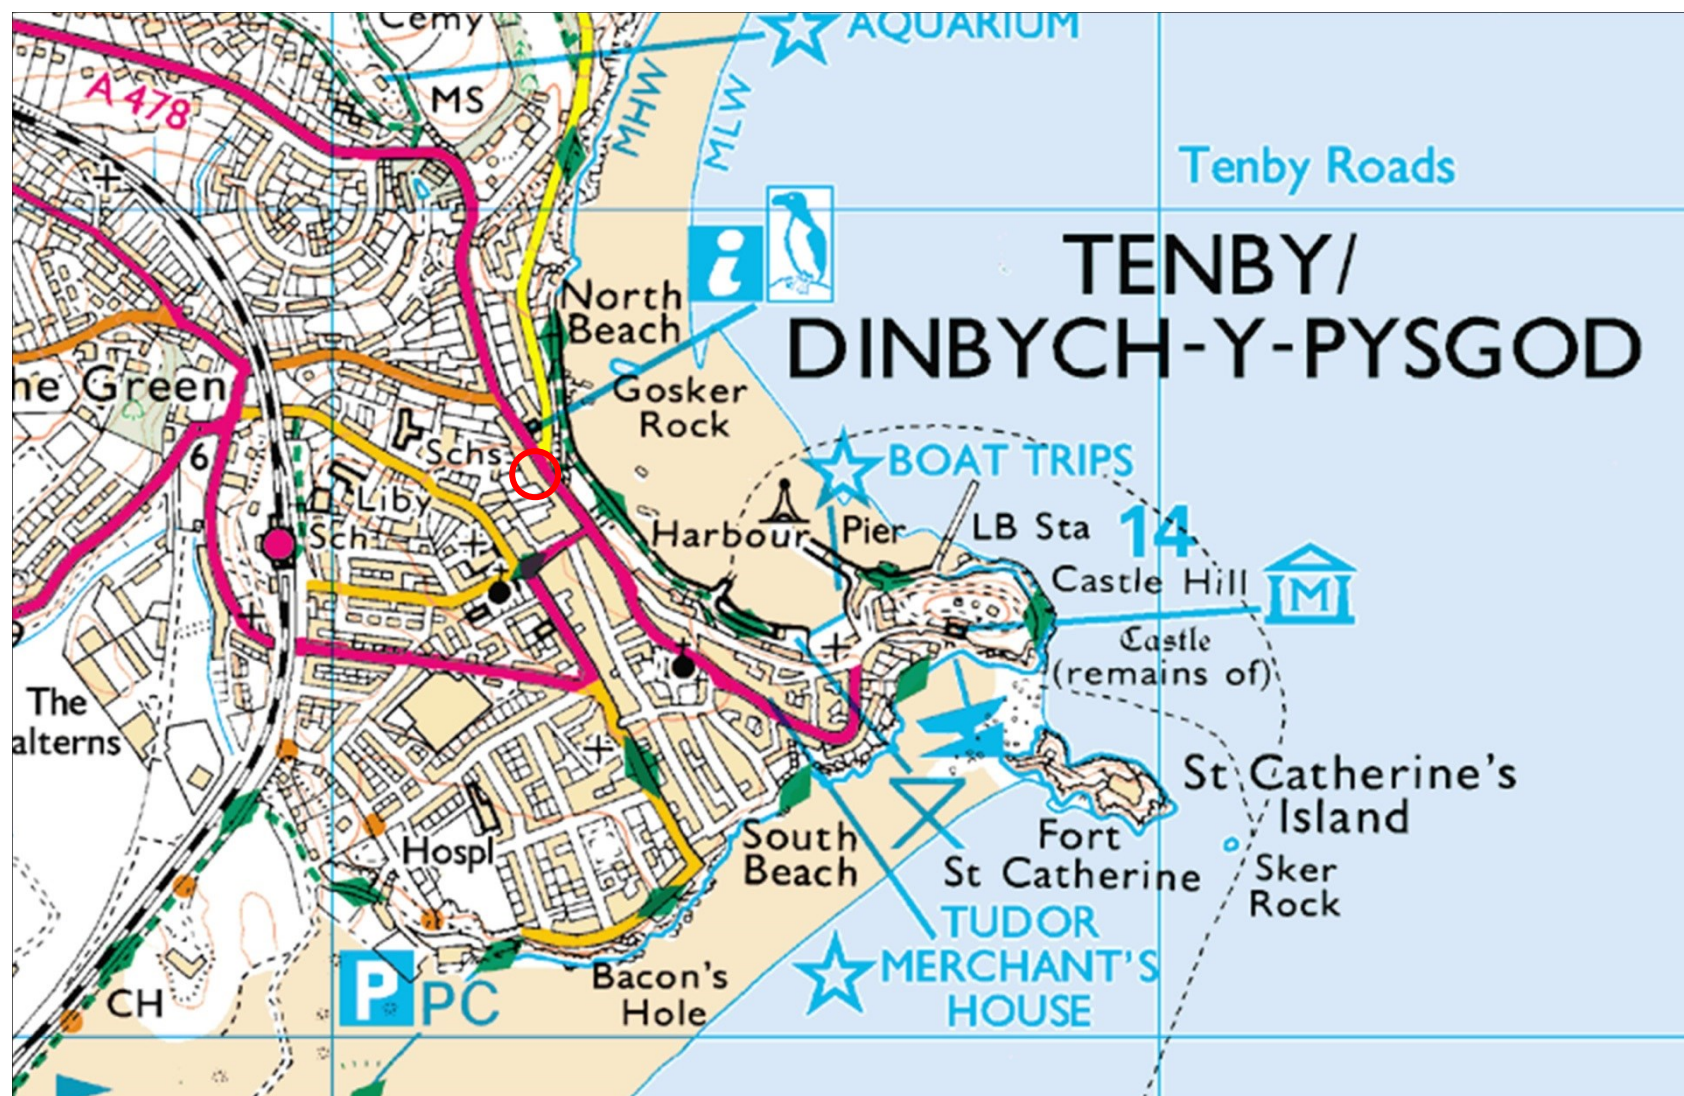 Cemy
AQUARIUM
A 478
MS
MHW
MLW
Tenby Roads
i
TENBY/
DINBYCH-Y-PYSGOD
North
Beach
he Green
Gosker
Rock
6
Schs
BOAT TRIPS
Liby
Sch
Harbour
Pier
LB Sta
14
Castle Hill
M
Castle
(remains of)
The
alterns
St Catherine's
Island
South
Beach
Fort
St Catherine
Sker
Rock
Hospl
TUDOR
MERCHANT'S
HOUSE
Bacon's
Hole
P
PC
CH